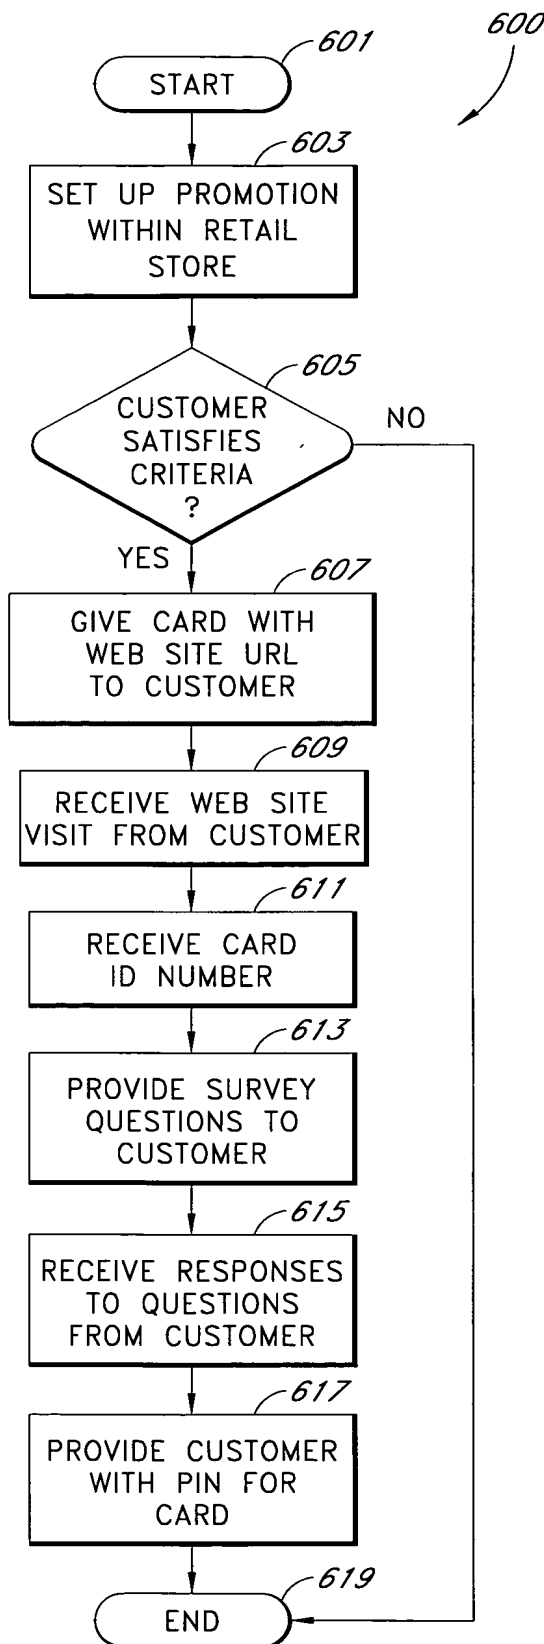 600
601
START
603
SET UP PROMOTION
WITHIN RETAIL
STORE
605
CUSTOMER
SATISFIES
CRITERIA
?
NO
YES
607
GIVE CARD WITH
WEB SITE URL
TO CUSTOMER
609
RECEIVE WEB SITE
VISIT FROM CUSTOMER
611
RECEIVE CARD
ID NUMBER
613
PROVIDE SURVEY
QUESTIONS TO
CUSTOMER
615
RECEIVE RESPONSES
TO QUESTIONS
FROM CUSTOMER
617
PROVIDE CUSTOMER
WITH PIN FOR
CARD
619
END